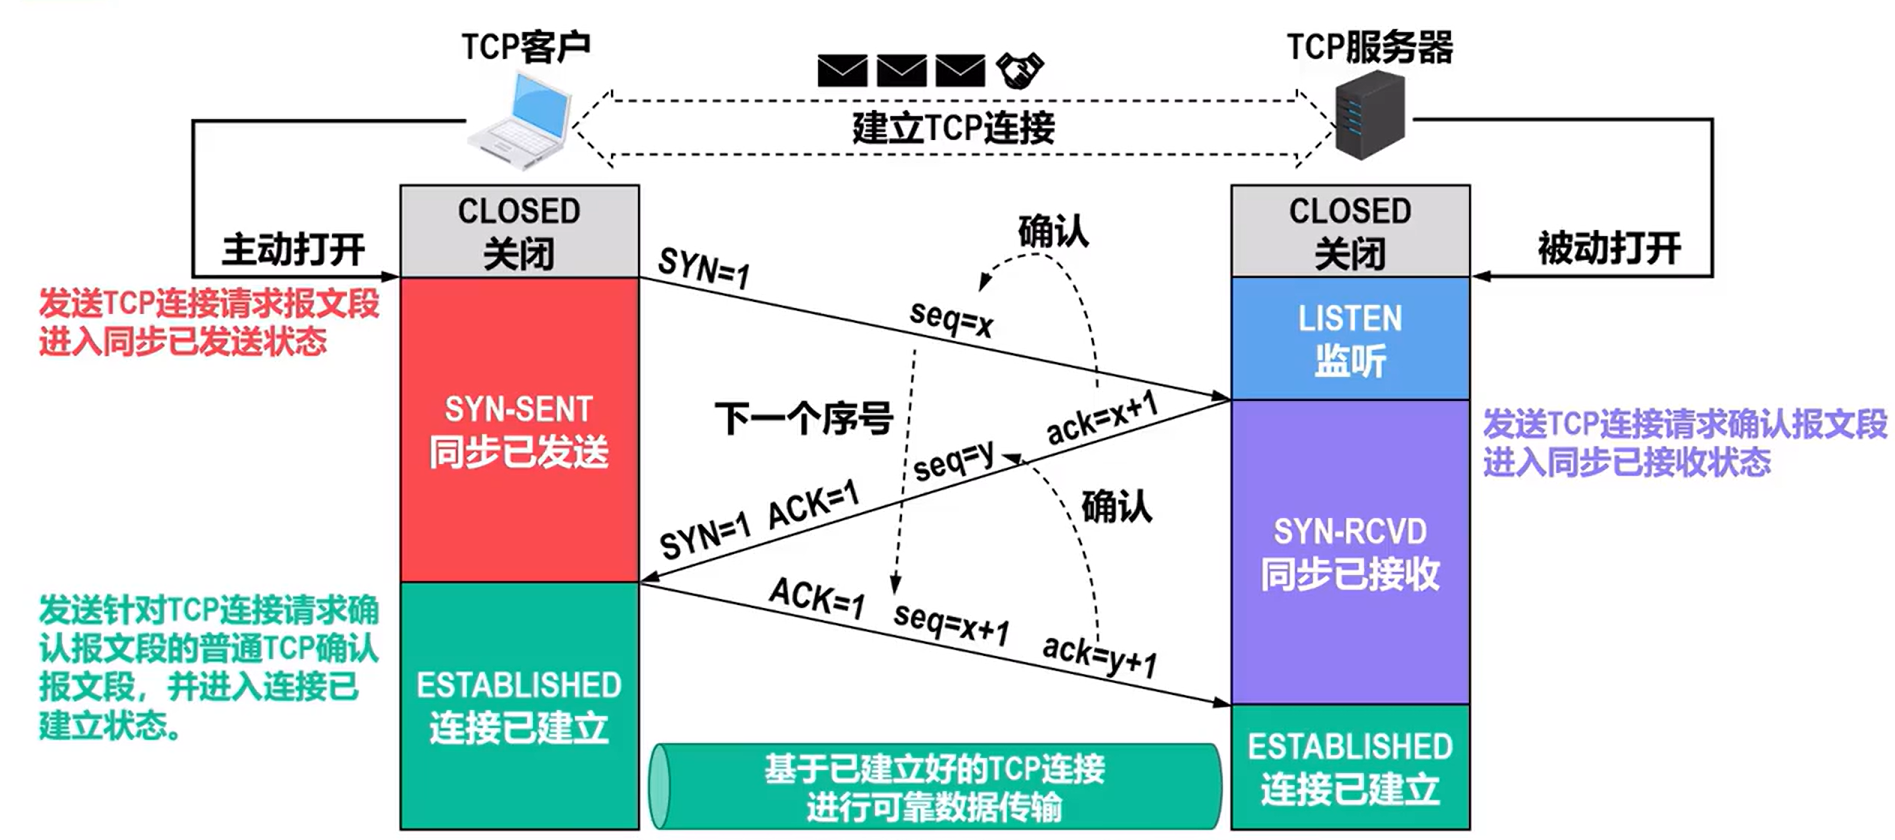 TCP客户
TCP服务器
建立TCP连接
CLOSED
关闭
CLOSED
关闭
主动打开
被动打开
确认
SYN=1
seq=x
发送TCP连接请求报文段
进入同步已发送状态
LISTEN
监听
SYN-SENT
同步已发送
下一个序号
ack=x+1
seq=y
ACK=1
SYN=1
发送TCP连接请求确认报文段
进入同步已接收状态
确认
SYN-RCVD
同步已接收
发送针对TCP连接请求确
认报文段的普通TCP确认
报文段，并进入连接已
建立状态。
ACK=1
seq=x+1
ack=y+1
ESTABLISHED
连接已建立
基于已建立好的TCP连接
进行可靠数据传输
ESTABLISHED
连接已建立